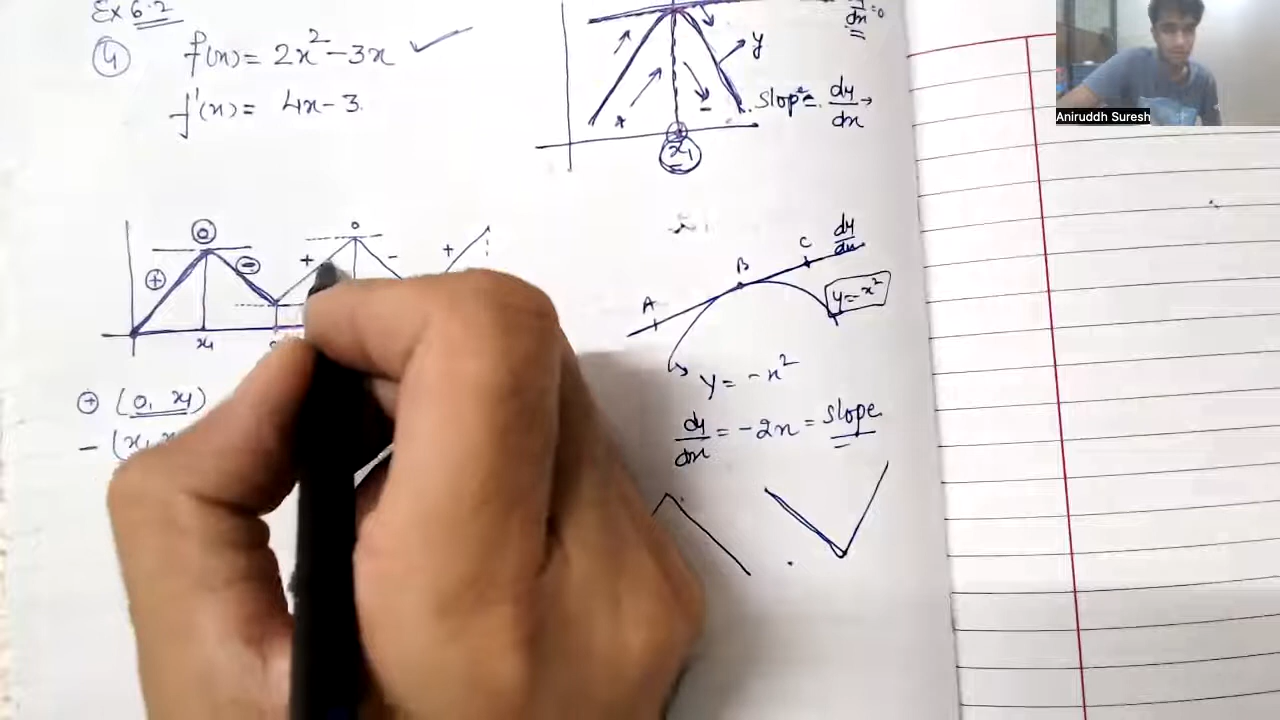 Ex 6.2
④ f(x) = 2x² - 3x
f'(x) = 4x - 3
dx = 0
y
Slope = dy/dx →
x₁
0
+
-
+
0
-
+
x₁
+ (0, x₁)
- (x₁,
A
B
C
dy/dx
y = x²
y = -x²
dy/dx = -2x = slope
Aniruddh Suresh